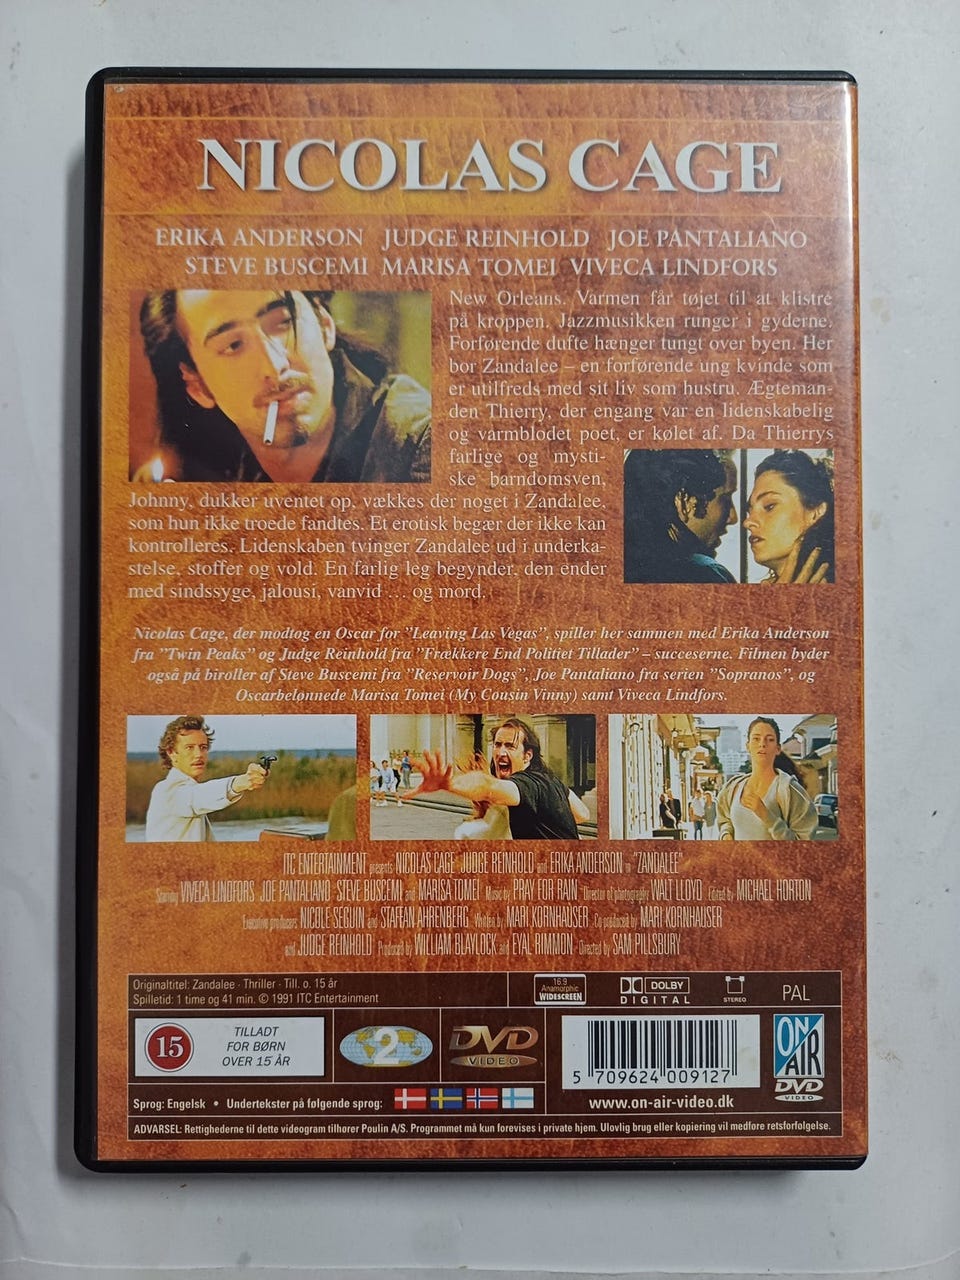 NICOLAS CAGE
ERIKA ANDERSON JUDGE REINHOLD JOE PANTALIANO
STEVE BUSCEMI MARISA TOMEI VIVECA LINDFORS
New Orleans. Varmen får tøjet til at klistre
på kroppen. Jazzmusikken runger i gyderne.
Forførende dufte hænger tungt over byen. Her
bor Zandalee – en forførende ung kvinde som
er utilfreds med sit liv som hustru. Ægteman-
den Thierry, der engang var en lidenskabelig
og varmblodet poet, er kølet af. Da Thierrys
farlige og mysti-
ske barndomsven,
Johnny, dukker uventet op, vækkes der noget i Zandalee,
som hun ikke troede fandtes. Et erotisk begær der ikke kan
kontrolleres. Lidenskaben tvinger Zandalee ud i underka-
stelse, stoffer og vold. En farlig leg begynder, den ender
med sindssyge, jalousi, vanvid ... og mord.
Nicolas Cage, der modtog en Oscar for "Leaving Las Vegas", spiller her sammen med Erika Anderson
fra "Twin Peaks" og Judge Reinhold fra "Frækkere End Politiet Tillader" – succeserne. Filmen byder
også på biroller af Steve Buscemi fra "Reservoir Dogs", Joe Pantaliano fra serien "Sopranos", og
Oscarbelønnede Marisa Tomei (My Cousin Vinny) samt Viveca Lindfors.
ITC ENTERTAINMENT presents NICOLAS CAGE JUDGE REINHOLD and ERIKA ANDERSON in "ZANDALEE"
Starring VIVECA LINDFORS JOE PANTALIANO STEVE BUSCEMI and MARISA TOMEI Music by PRAY FOR RAIN Director of photography WALT LLOYD Edited by MICHAEL HORTON
Executive producers NICOLE SEGUIN and STAFFAN AHRENBERG Written by MARI KORNHAUSER Co produced by MARI KORNHAUSER
and JUDGE REINHOLD Produced by WILLIAM BLAYLOCK and EYAL RIMMON Directed by SAM PILLSBURY
Originaltitel: Zandalee · Thriller · Till. o. 15 år
Spilletid: 1 time og 41 min. © 1991 ITC Entertainment
16:9
Anamorphic
WIDESCREEN
DOLBY
DIGITAL
STEREO
PAL
15
TILLADT
FOR BØRN
OVER 15 ÅR
2
DVD
VIDEO
5 709624 009127
ON
AIR
DVD
VIDEO
Sprog: Engelsk • Undertekster på følgende sprog:
www.on-air-video.dk
ADVARSEL: Rettighederne til dette videogram tilhører Poulin A/S. Programmet må kun forevises i private hjem. Ulovlig brug eller kopiering vil medføre retsforfølgelse.